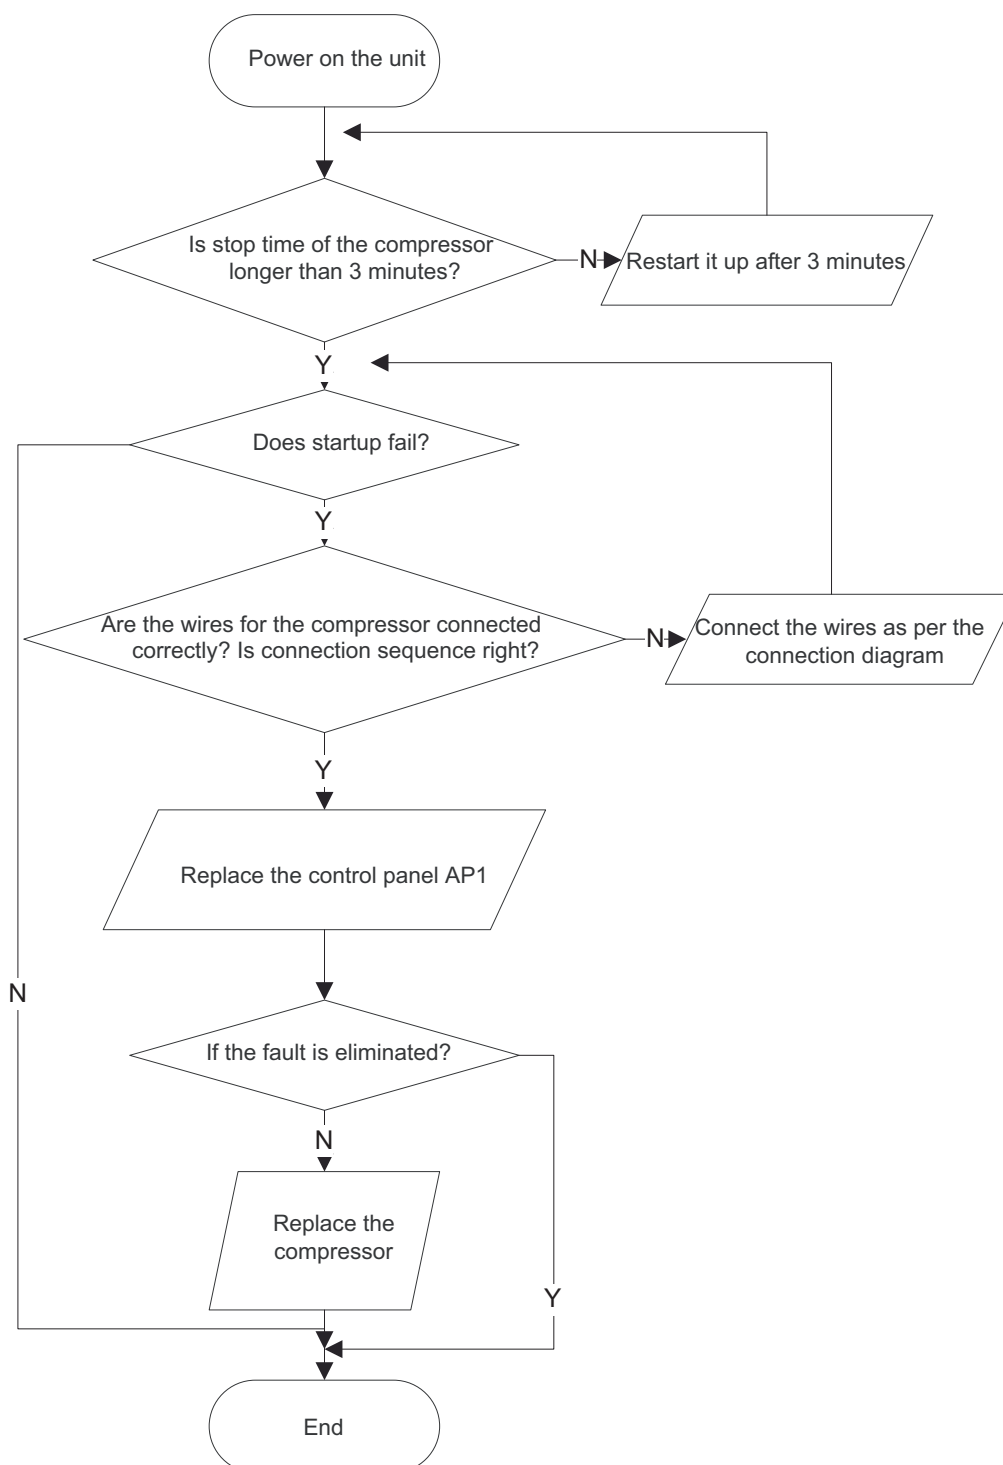 Power on the unit
Is stop time of the compressor
longer than 3 minutes?
N
Restart it up after 3 minutes
Y
Does startup fail?
Y
Are the wires for the compressor connected
correctly? Is connection sequence right?
N
Connect the wires as per the
connection diagram
Y
Replace the control panel AP1
N
If the fault is eliminated?
N
Replace the
compressor
Y
End